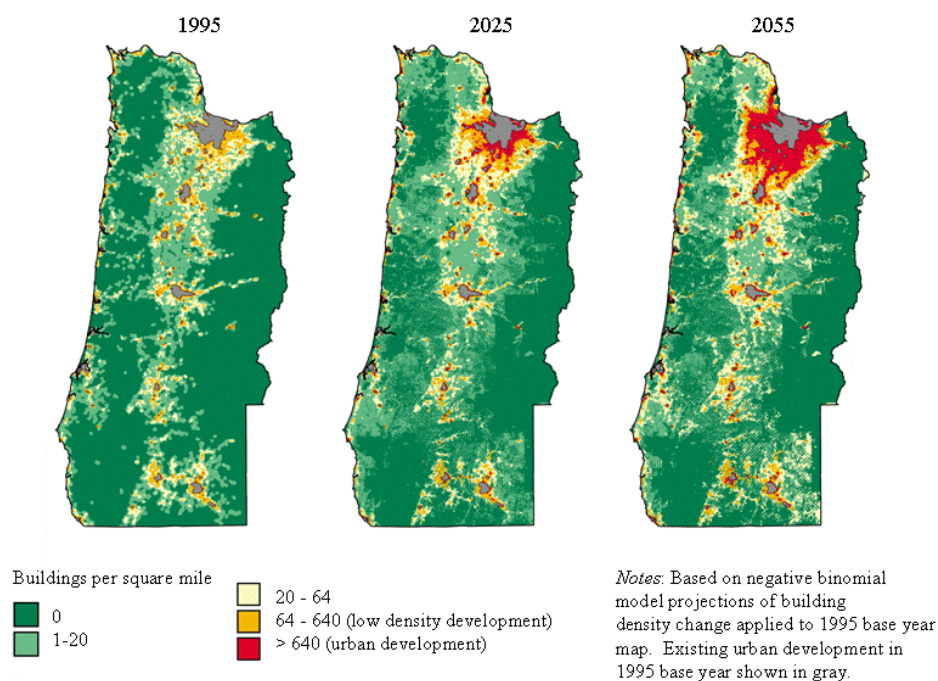 1995
2025
2055
Buildings per square mile
0
1-20
20 - 64
64 - 640 (low density development)
> 640 (urban development)
Notes: Based on negative binomial
model projections of building
density change applied to 1995 base year
map. Existing urban development in
1995 base year shown in gray.